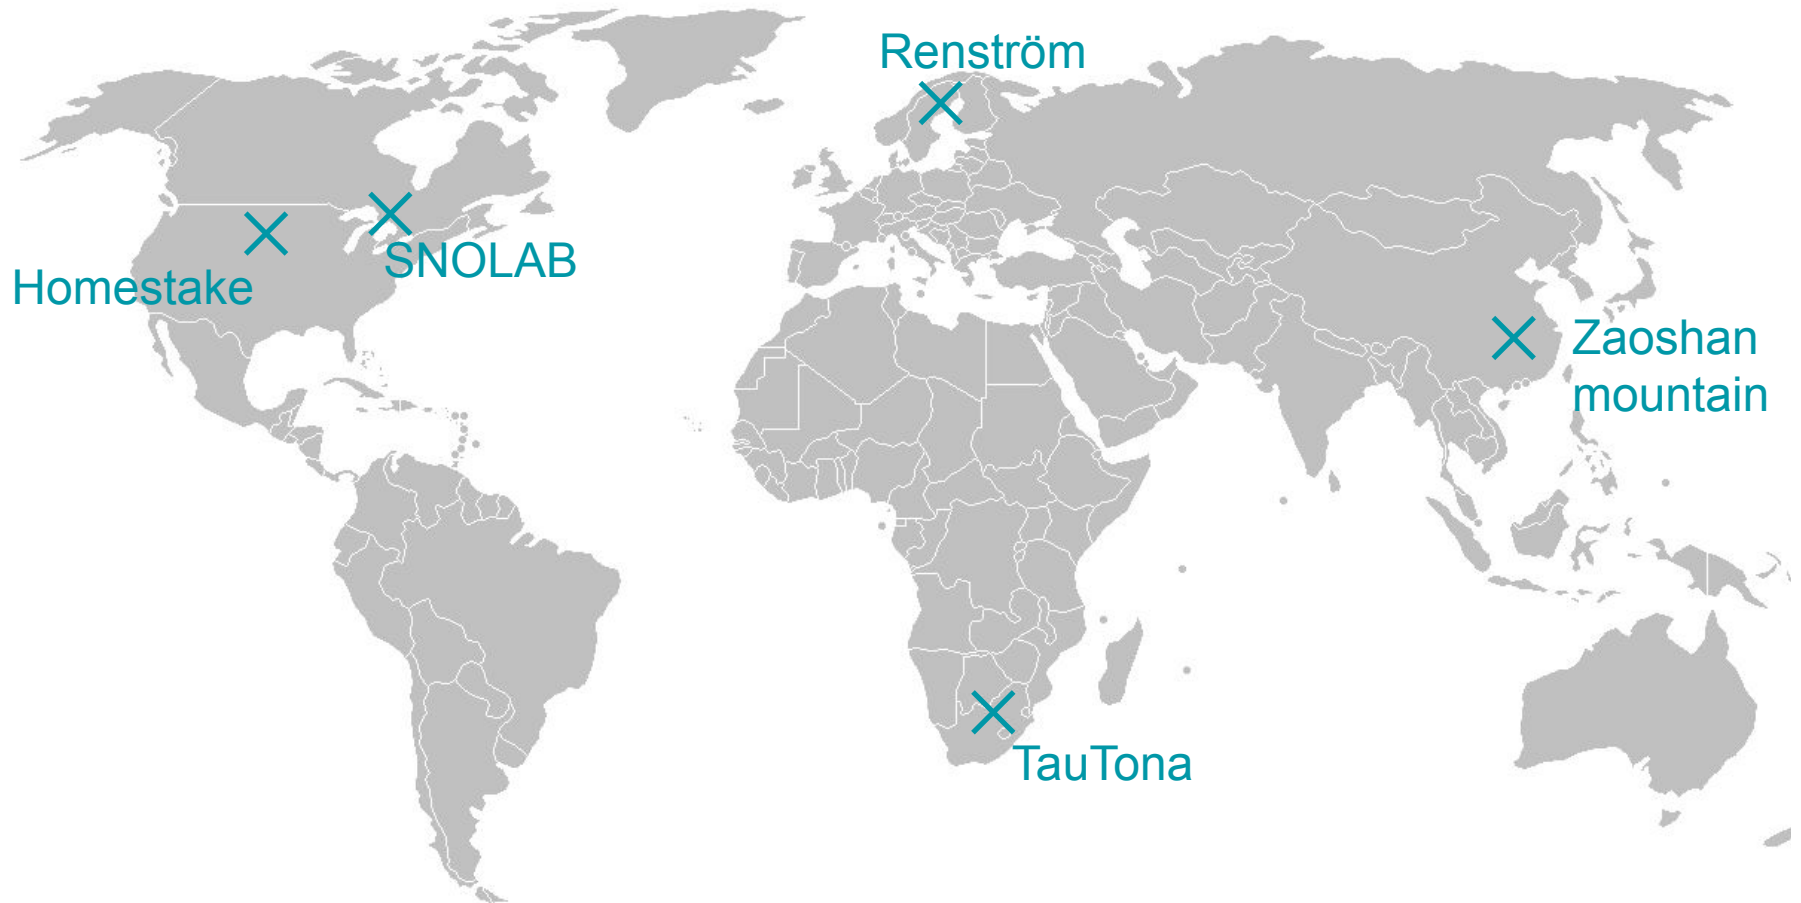 Renström
SNOLAB
Homestake
Zaoshan
mountain
TauTona